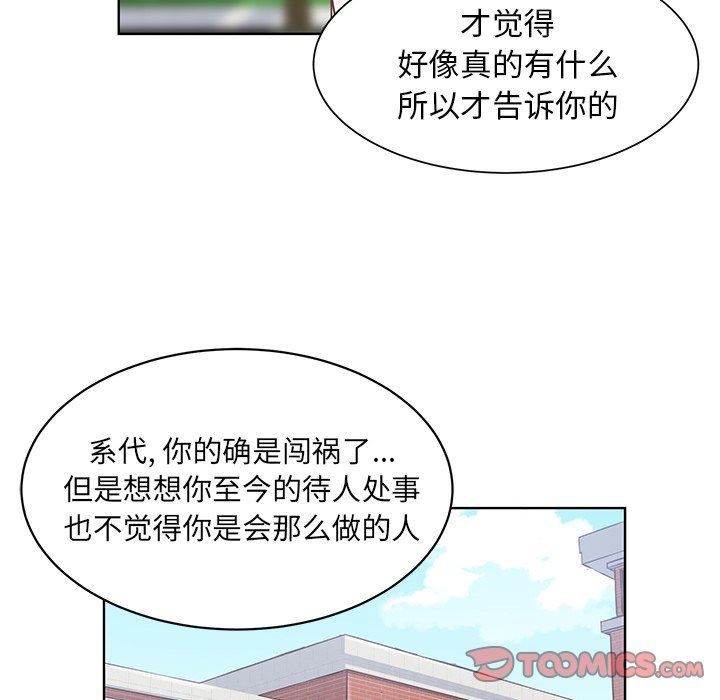 才觉得
好像真的有什么
所以才告诉你的
系代, 你的确是闯祸了...
但是想想你至今的待人处事
也不觉得你是会那么做的人
TOOMICS.COM